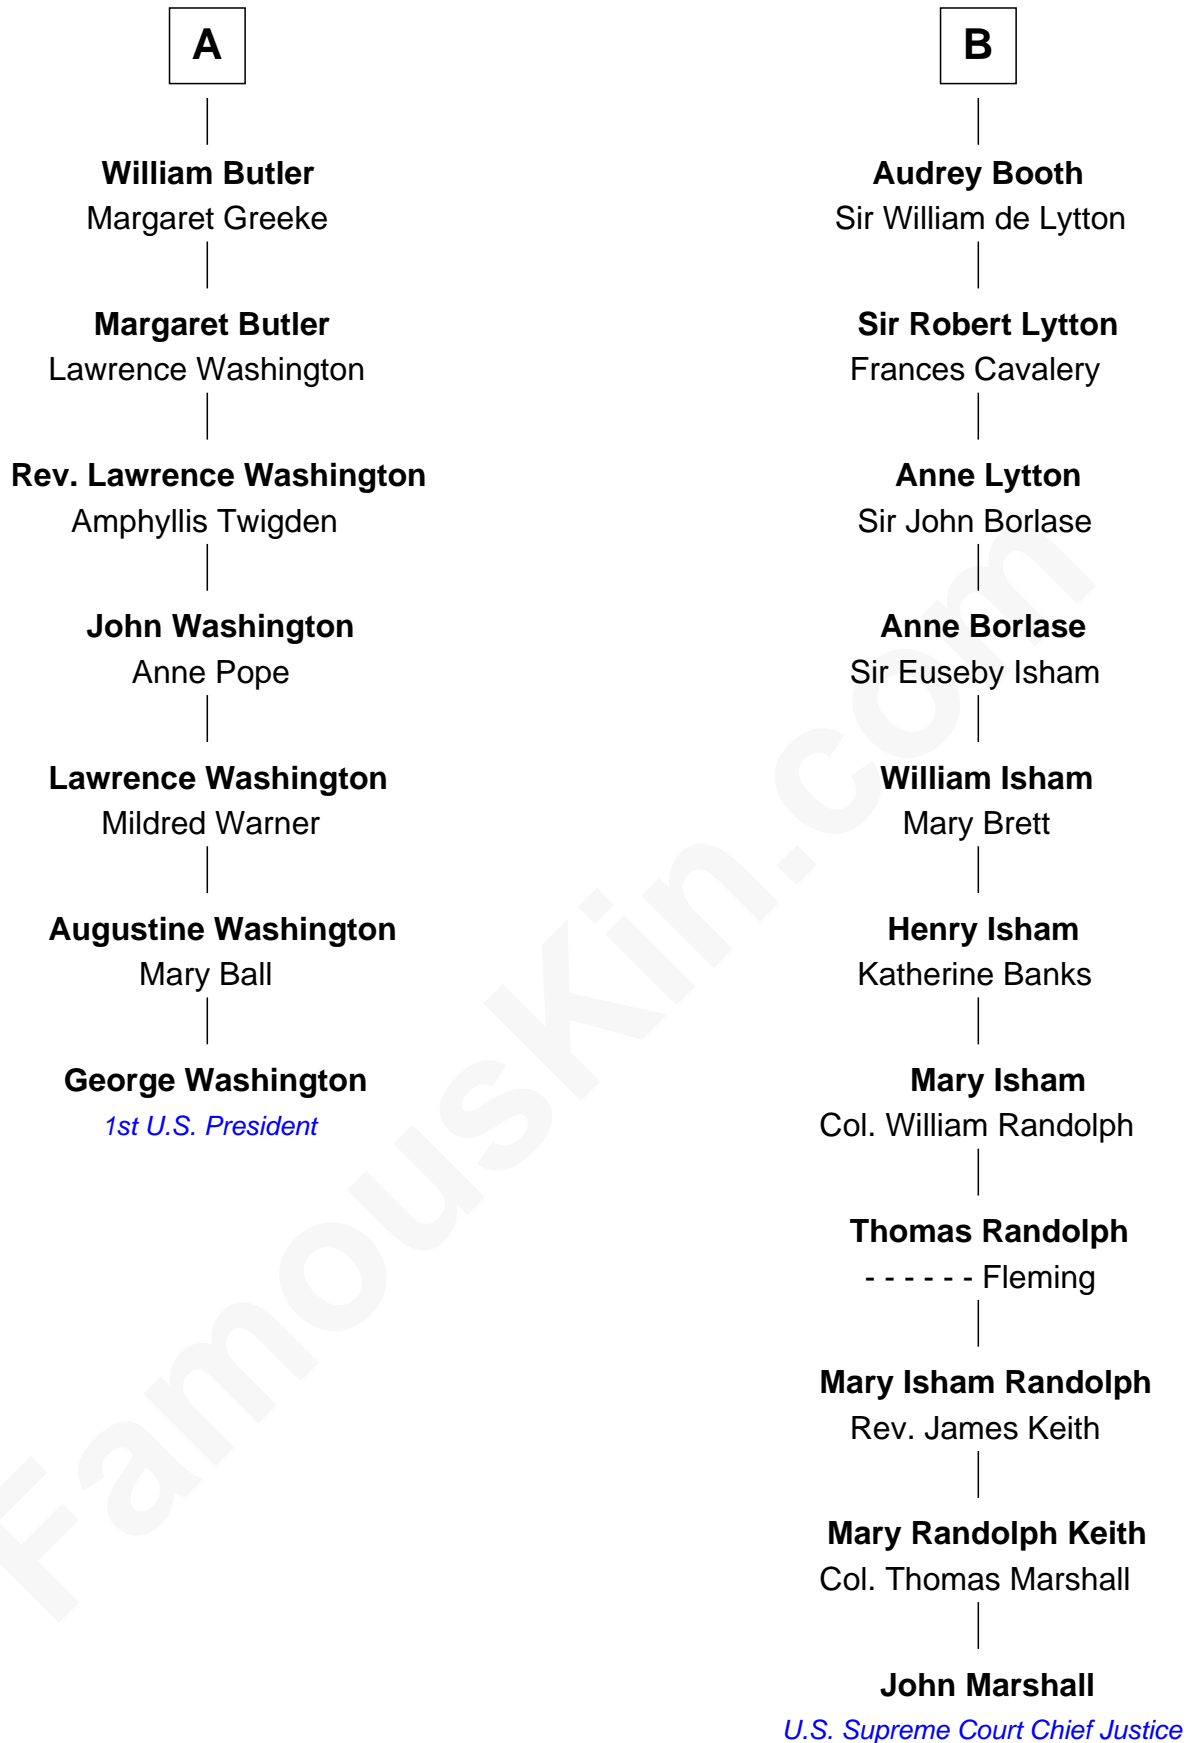 A
William Butler
Margaret Greeke
Margaret Butler
Lawrence Washington
Rev. Lawrence Washington
Amphyllis Twigden
John Washington
Anne Pope
Lawrence Washington
Mildred Warner
Augustine Washington
Mary Ball
George Washington
1st U.S. President
B
Audrey Booth
Sir William de Lytton
Sir Robert Lytton
Frances Cavalery
Anne Lytton
Sir John Borlase
Anne Borlase
Sir Euseby Isham
William Isham
Mary Brett
Henry Isham
Katherine Banks
Mary Isham
Col. William Randolph
Thomas Randolph
- - - - - - Fleming
Mary Isham Randolph
Rev. James Keith
Mary Randolph Keith
Col. Thomas Marshall
John Marshall
U.S. Supreme Court Chief Justice
FamousKin.com